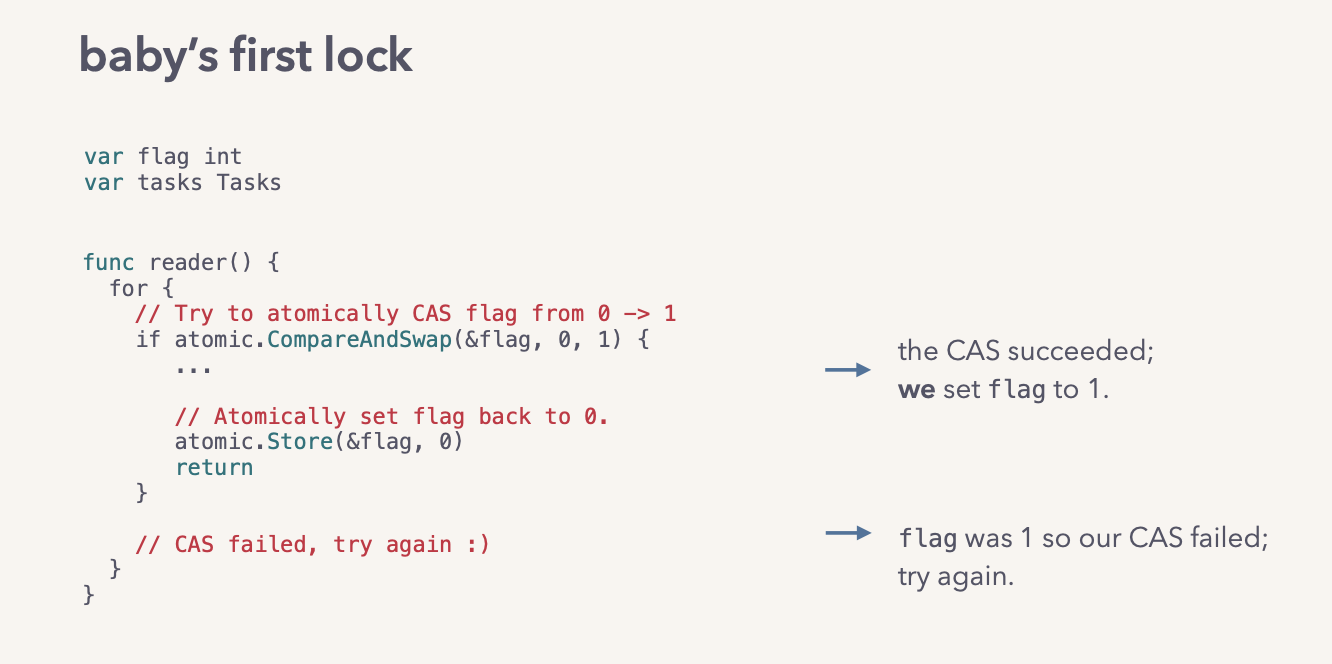 baby’s first lock
var flag int
var tasks Tasks
func reader() {
for {
// Try to atomically CAS flag from 0 -> 1
if atomic.CompareAndSwap(&flag, 0, 1) {
...
// Atomically set flag back to 0.
atomic.Store(&flag, 0)
return
}
// CAS failed, try again :)
}
}
the CAS succeeded;
we set flag to 1.
flag was 1 so our CAS failed;
try again.